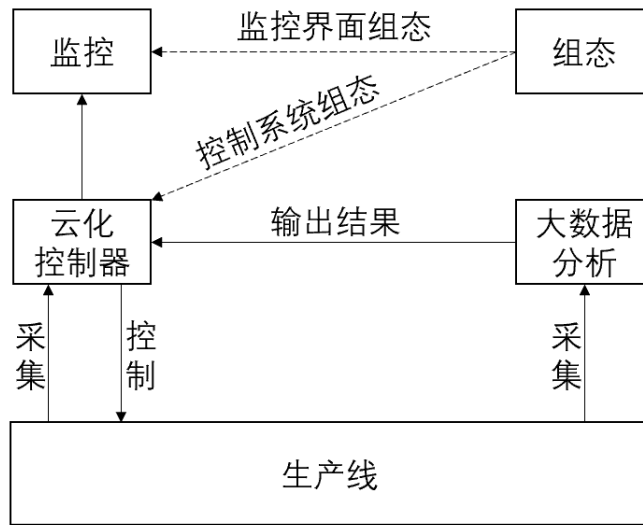 监控
监控界面组态
组态
控制系统组态
云化
控制器
输出结果
大数据
分析
采
集
控
制
采
集
生产线